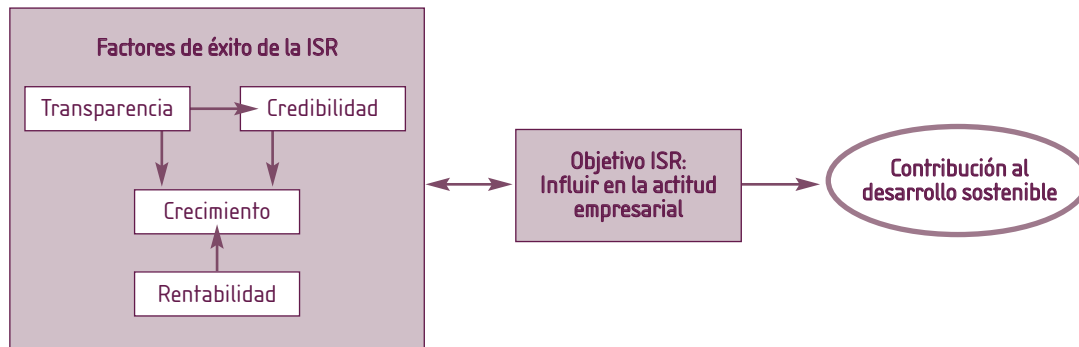 Factores de éxito de la ISR
Transparencia
Credibilidad
Crecimiento
Rentabilidad
Objetivo ISR:
Influir en la actitud
empresarial
Contribución al
desarrollo sostenible